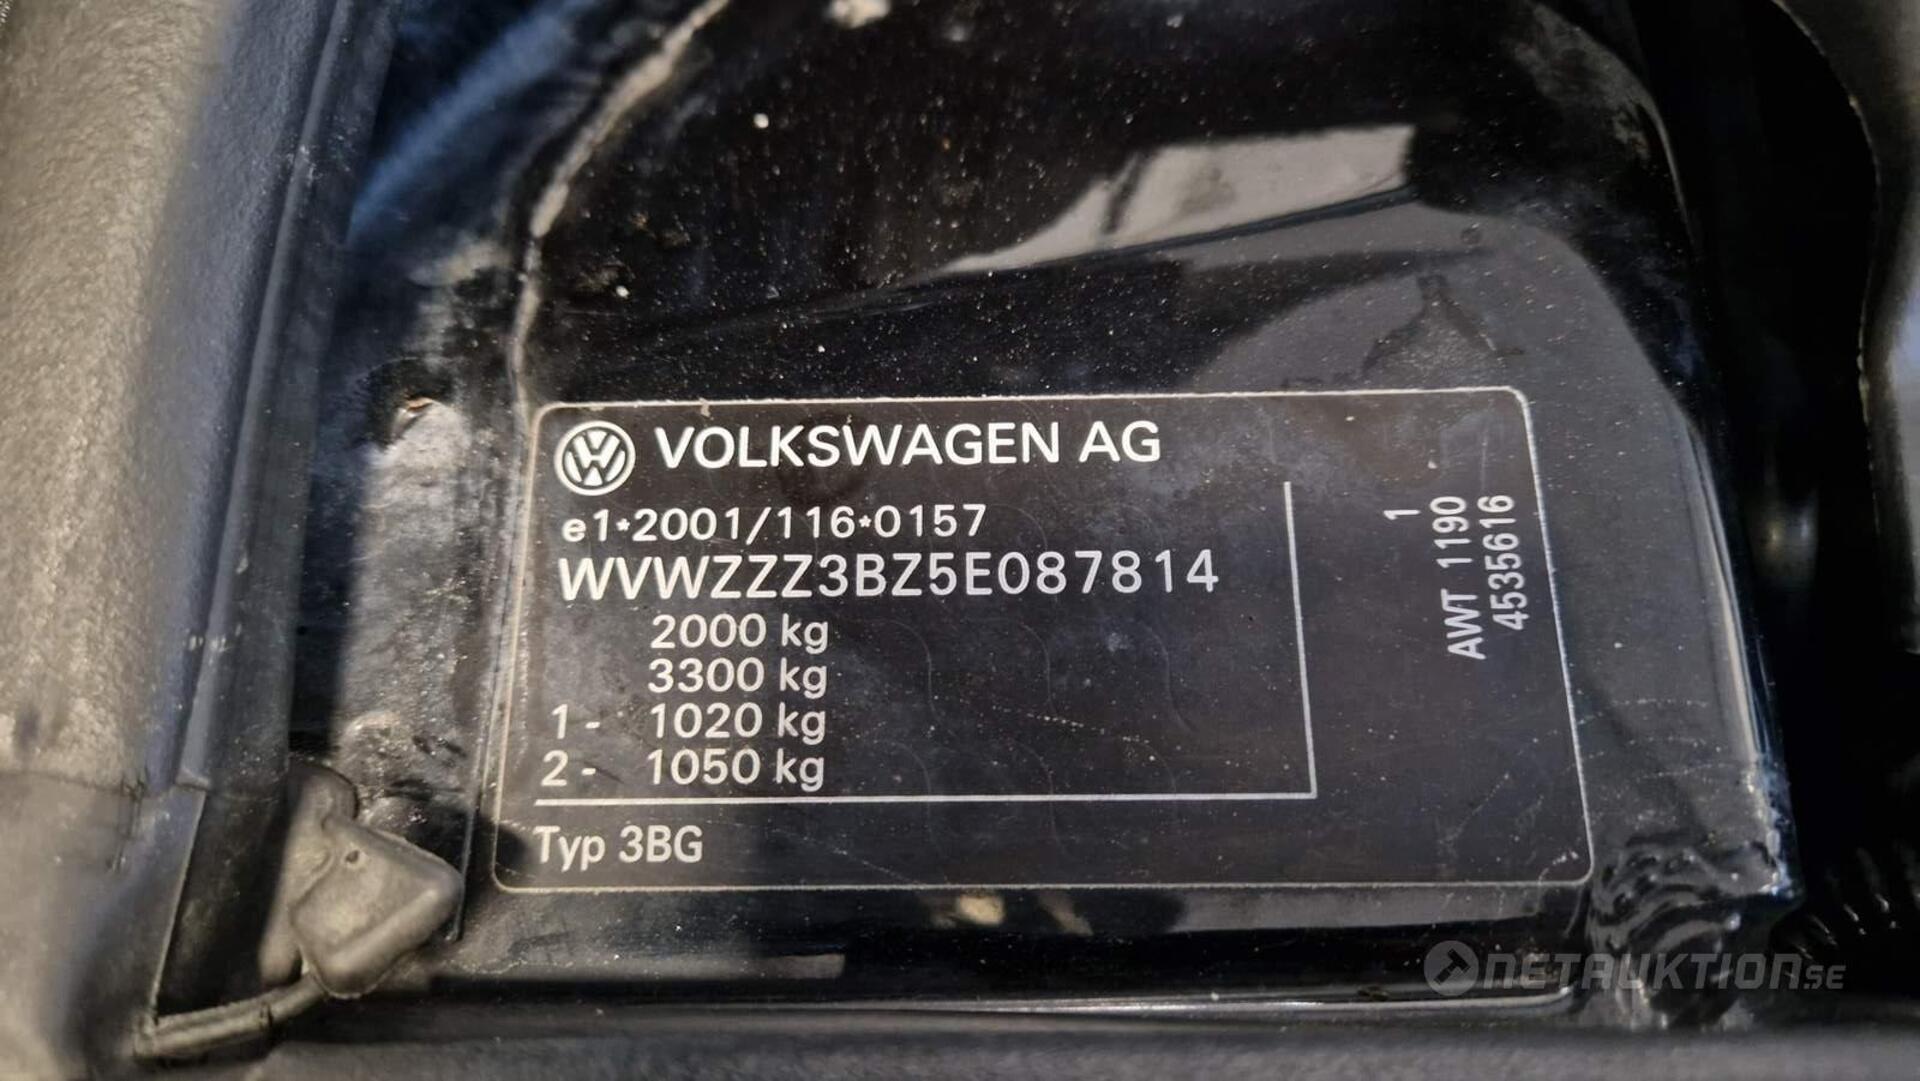 VOLKSWAGEN AG
e1*2001/116*0157
WVWZZZ3BZ5E087814
2000 kg
3300 kg
1 - 1020 kg
2 - 1050 kg
Typ 3BG
1
AWT 1190
4535616
NETAUKTION.SE